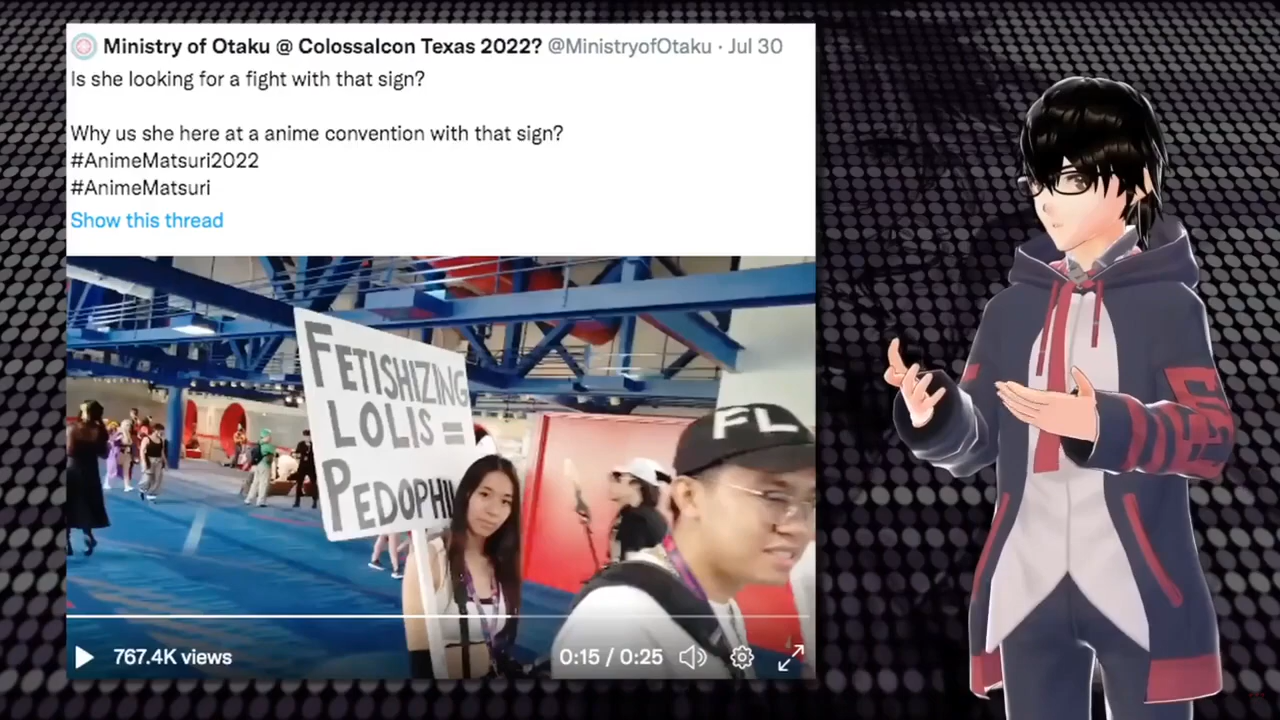 Ministry of Otaku @ Colossalcon Texas 2022? @MinistryofOtaku · Jul 30
Is she looking for a fight with that sign?
Why us she here at a anime convention with that sign?
#AnimeMatsuri2022
#AnimeMatsuri
Show this thread
FETISHIZING
LOLIS =
PEDOPHI
FL
767.4K views
0:15 / 0:25